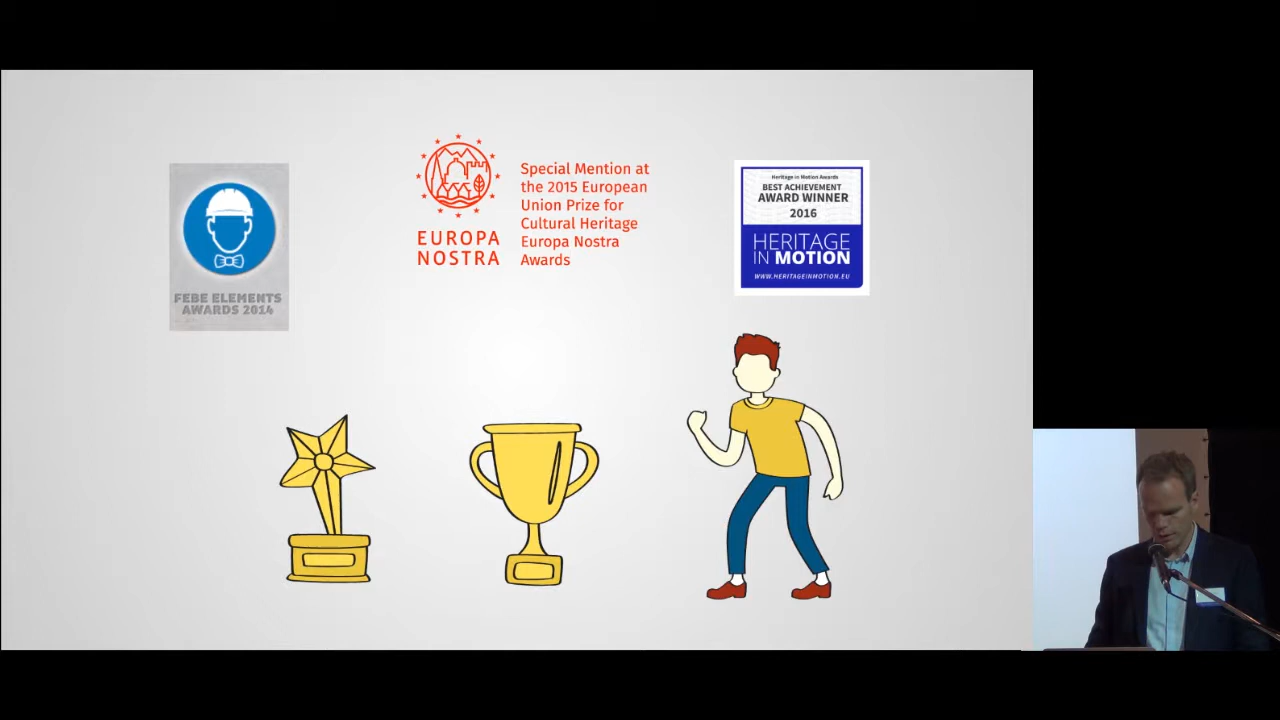 FEBE ELEMENTS
AWARDS 2014
EUROPA
NOSTRA
Special Mention at
the 2015 European
Union Prize for
Cultural Heritage
Europa Nostra
Awards
Heritage in Motion Awards
BEST ACHIEVEMENT
AWARD WINNER
2016
HERITAGE
IN MOTION
WWW.HERITAGEINMOTION.EU